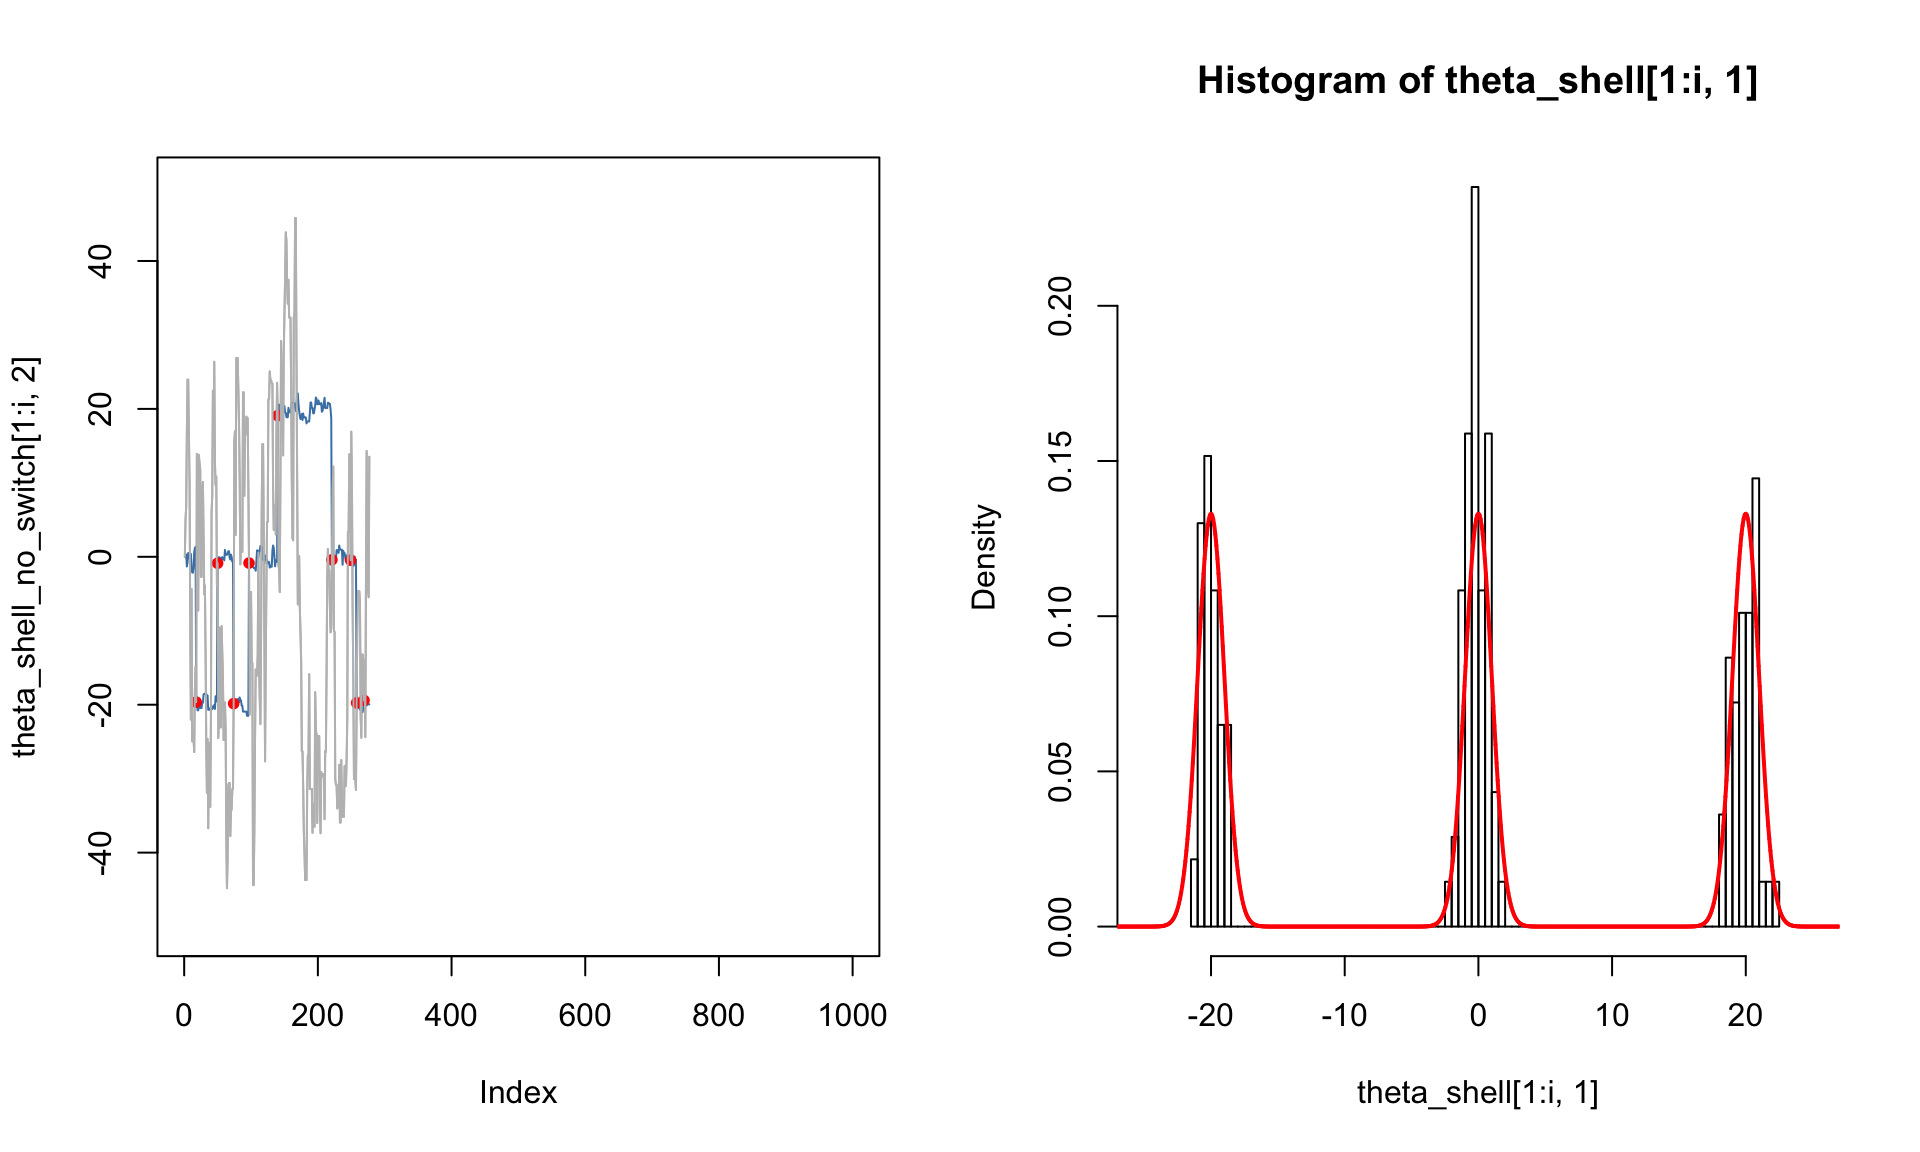 theta_shell_no_switch[1:i, 2]
40
20
0
-20
-40
0 200 400 600 800 1000
Index
Histogram of theta_shell[1:i, 1]
Density
0.20
0.15
0.10
0.05
0.00
-20 -10 0 10 20
theta_shell[1:i, 1]